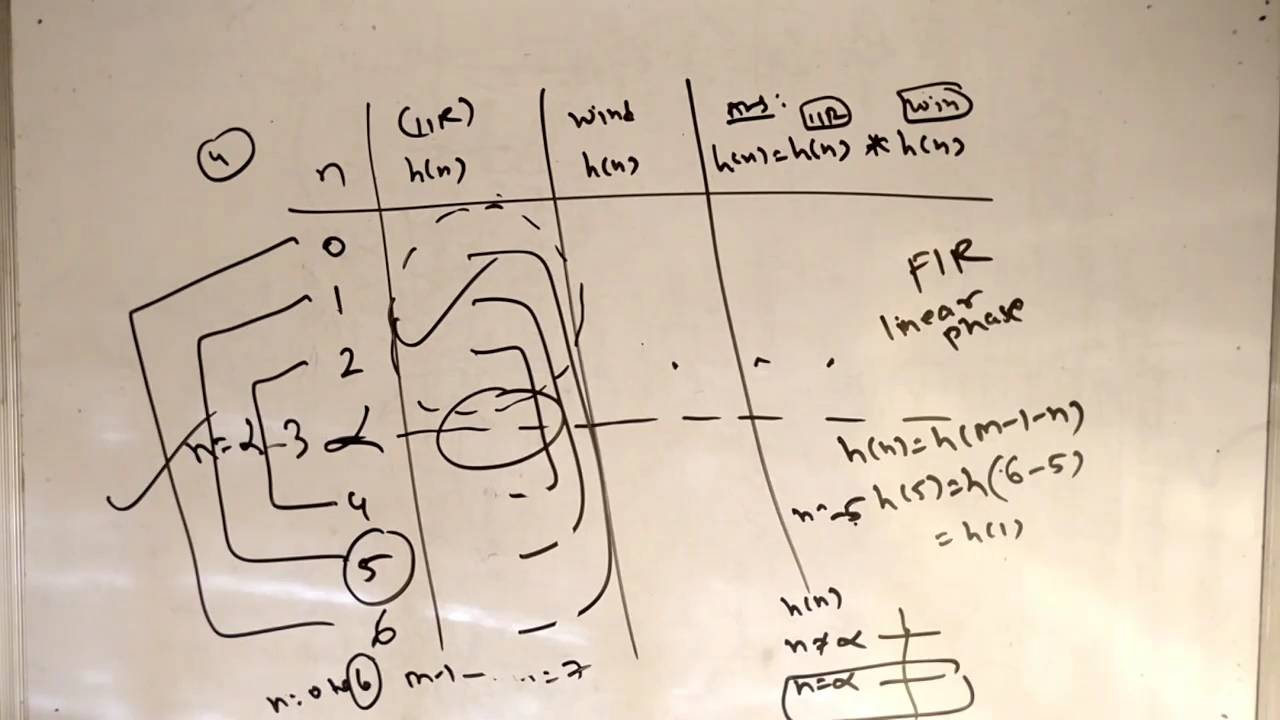 4
n
(IIR)
h(n)
Wind
h(n)
ans: IIR win
h(n)=h(n) * h(n)
0
1
2
3 α
4
5
6
n=0 to 6
m-1 - ... = 7
FIR
linear
phase
h(n)=h(m-1-n)
n=5 h(5)=h(6-5)
= h(1)
h(n)
n≠α
n=α